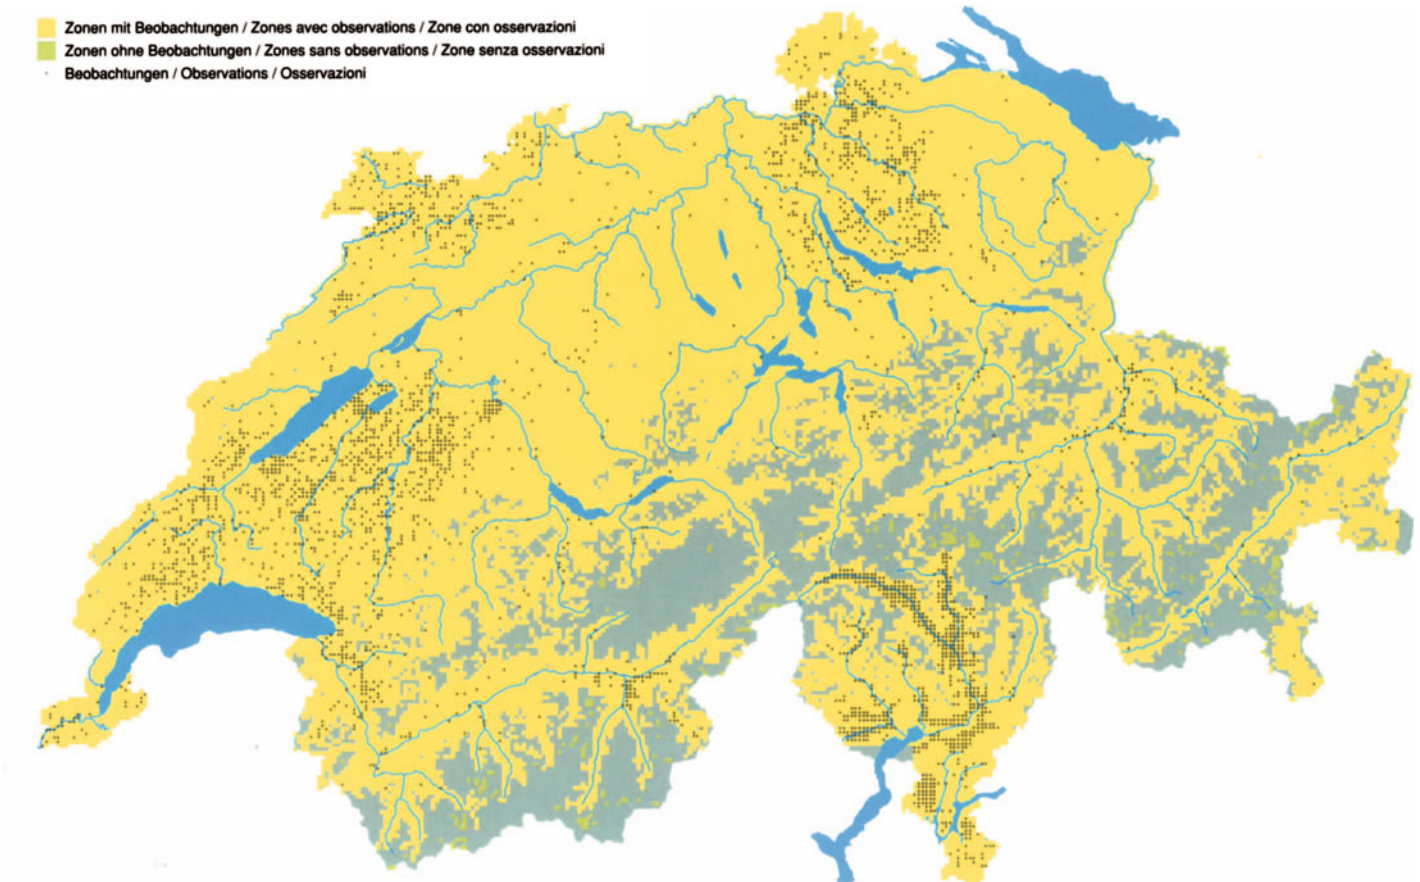 Zonen mit Beobachtungen / Zones avec observations / Zone con osservazioni
Zonen ohne Beobachtungen / Zones sans observations / Zone senza osservazioni
Beobachtungen / Observations / Osservazioni